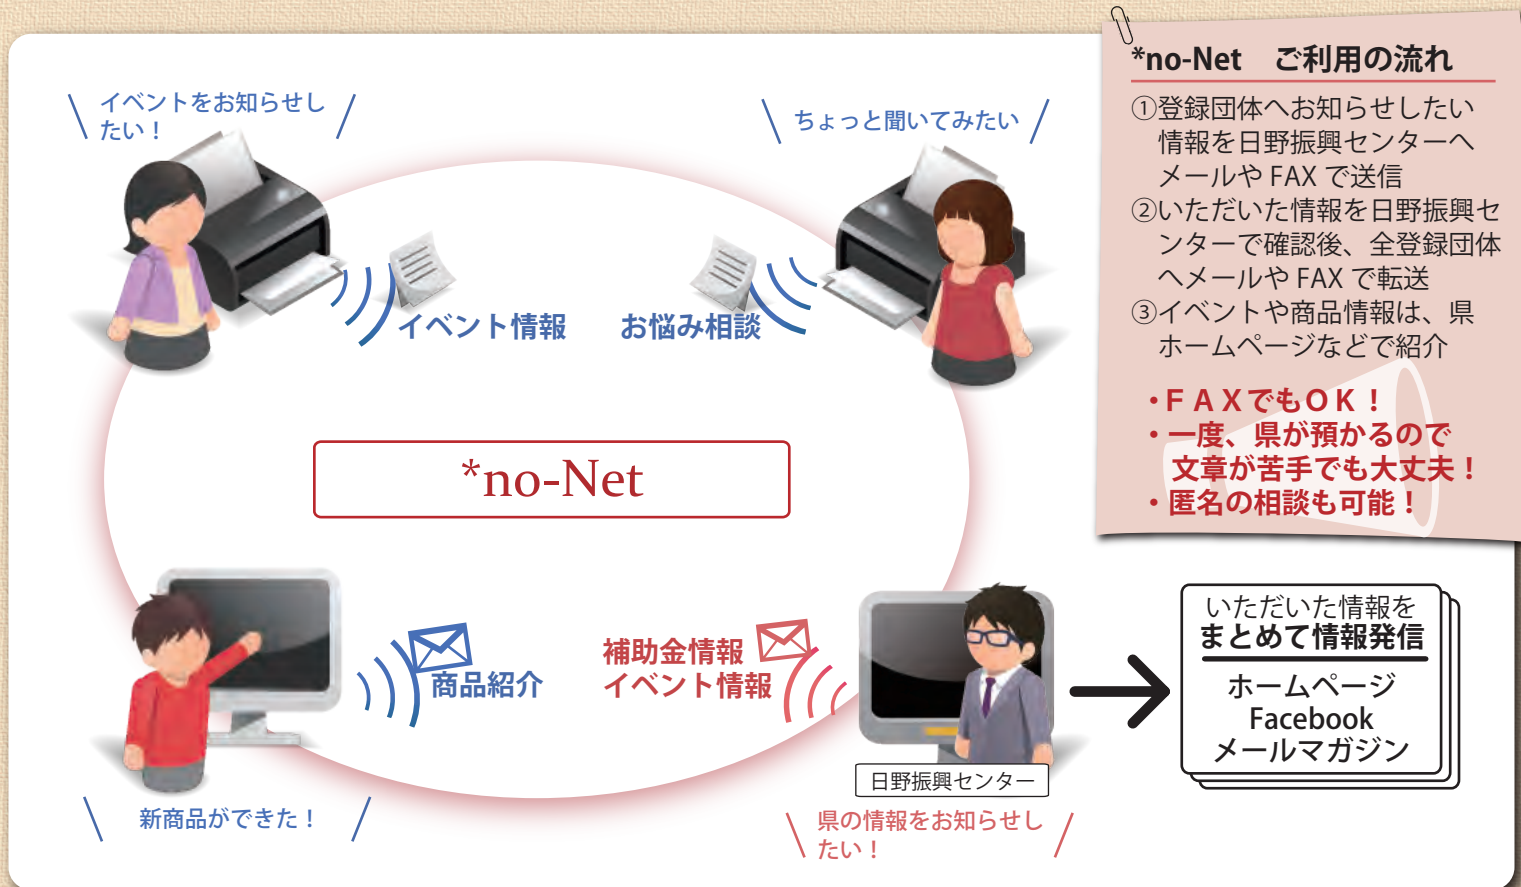 イベントをお知らせし
たい！
ちょっと聞いてみたい
イベント情報
お悩み相談
*no-Net
商品紹介
補助金情報
イベント情報
日野振興センター
新商品ができた！
県の情報をお知らせし
たい！
*no-Net　ご利用の流れ
①登録団体へお知らせしたい
情報を日野振興センターへ
メールや FAX で送信
②いただいた情報を日野振興セ
ンターで確認後、全登録団体
へメールや FAX で転送
③イベントや商品情報は、県
ホームページなどで紹介
・ＦＡＸでもＯＫ！
・一度、県が預かるので
文章が苦手でも大丈夫！
・匿名の相談も可能！
いただいた情報を
まとめて情報発信
ホームページ
Facebook
メールマガジン